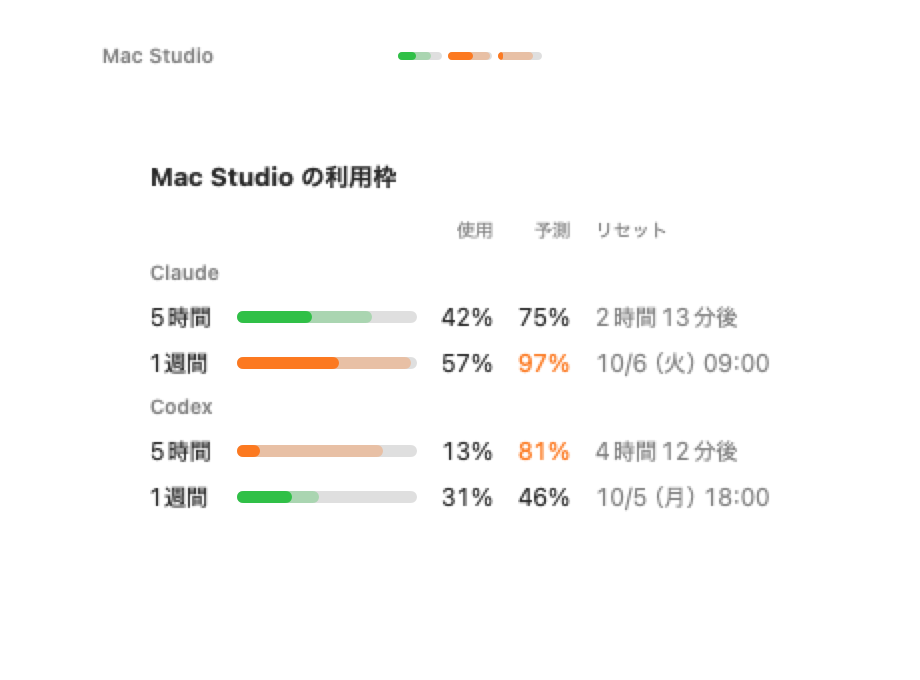 Mac Studio
Mac Studio の利用枠
使用 予測 リセット
Claude
5時間 42% 75% 2時間13分後
1週間 57% 97% 10/6（火）09:00
Codex
5時間 13% 81% 4時間12分後
1週間 31% 46% 10/5（月）18:00